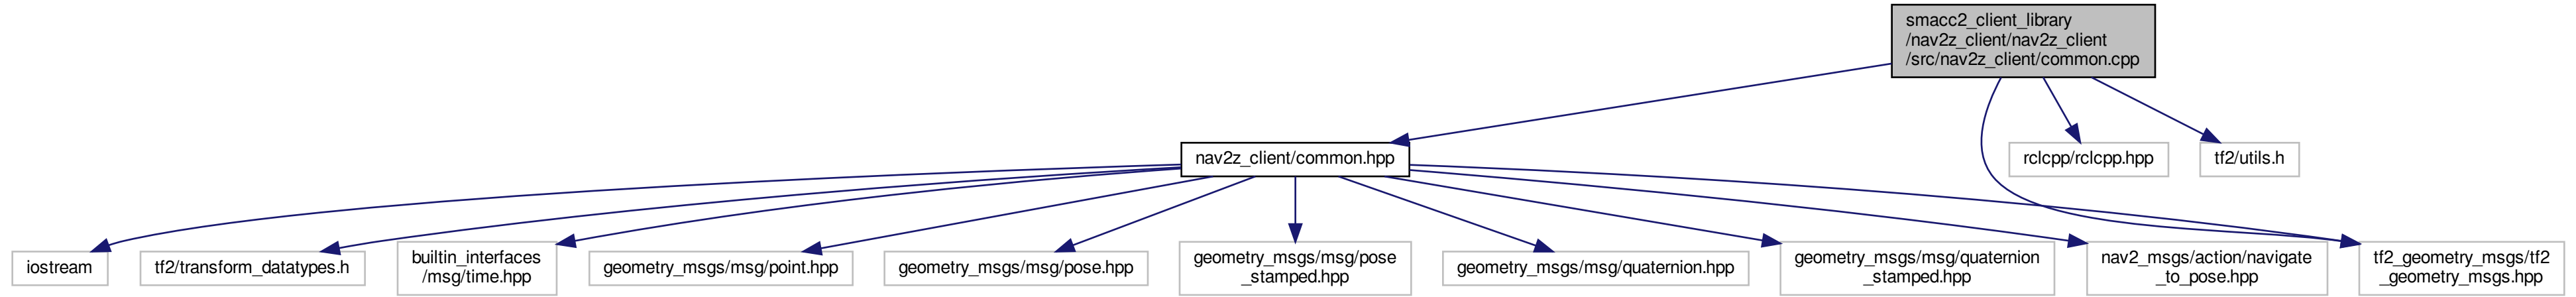 smacc2_client_library
/nav2z_client/nav2z_client
/src/nav2z_client/common.cpp
nav2z_client/common.hpp
rclcpp/rclcpp.hpp
tf2/utils.h
iostream
tf2/transform_datatypes.h
builtin_interfaces
/msg/time.hpp
geometry_msgs/msg/point.hpp
geometry_msgs/msg/pose.hpp
geometry_msgs/msg/pose
_stamped.hpp
geometry_msgs/msg/quaternion.hpp
geometry_msgs/msg/quaternion
_stamped.hpp
nav2_msgs/action/navigate
_to_pose.hpp
tf2_geometry_msgs/tf2
_geometry_msgs.hpp